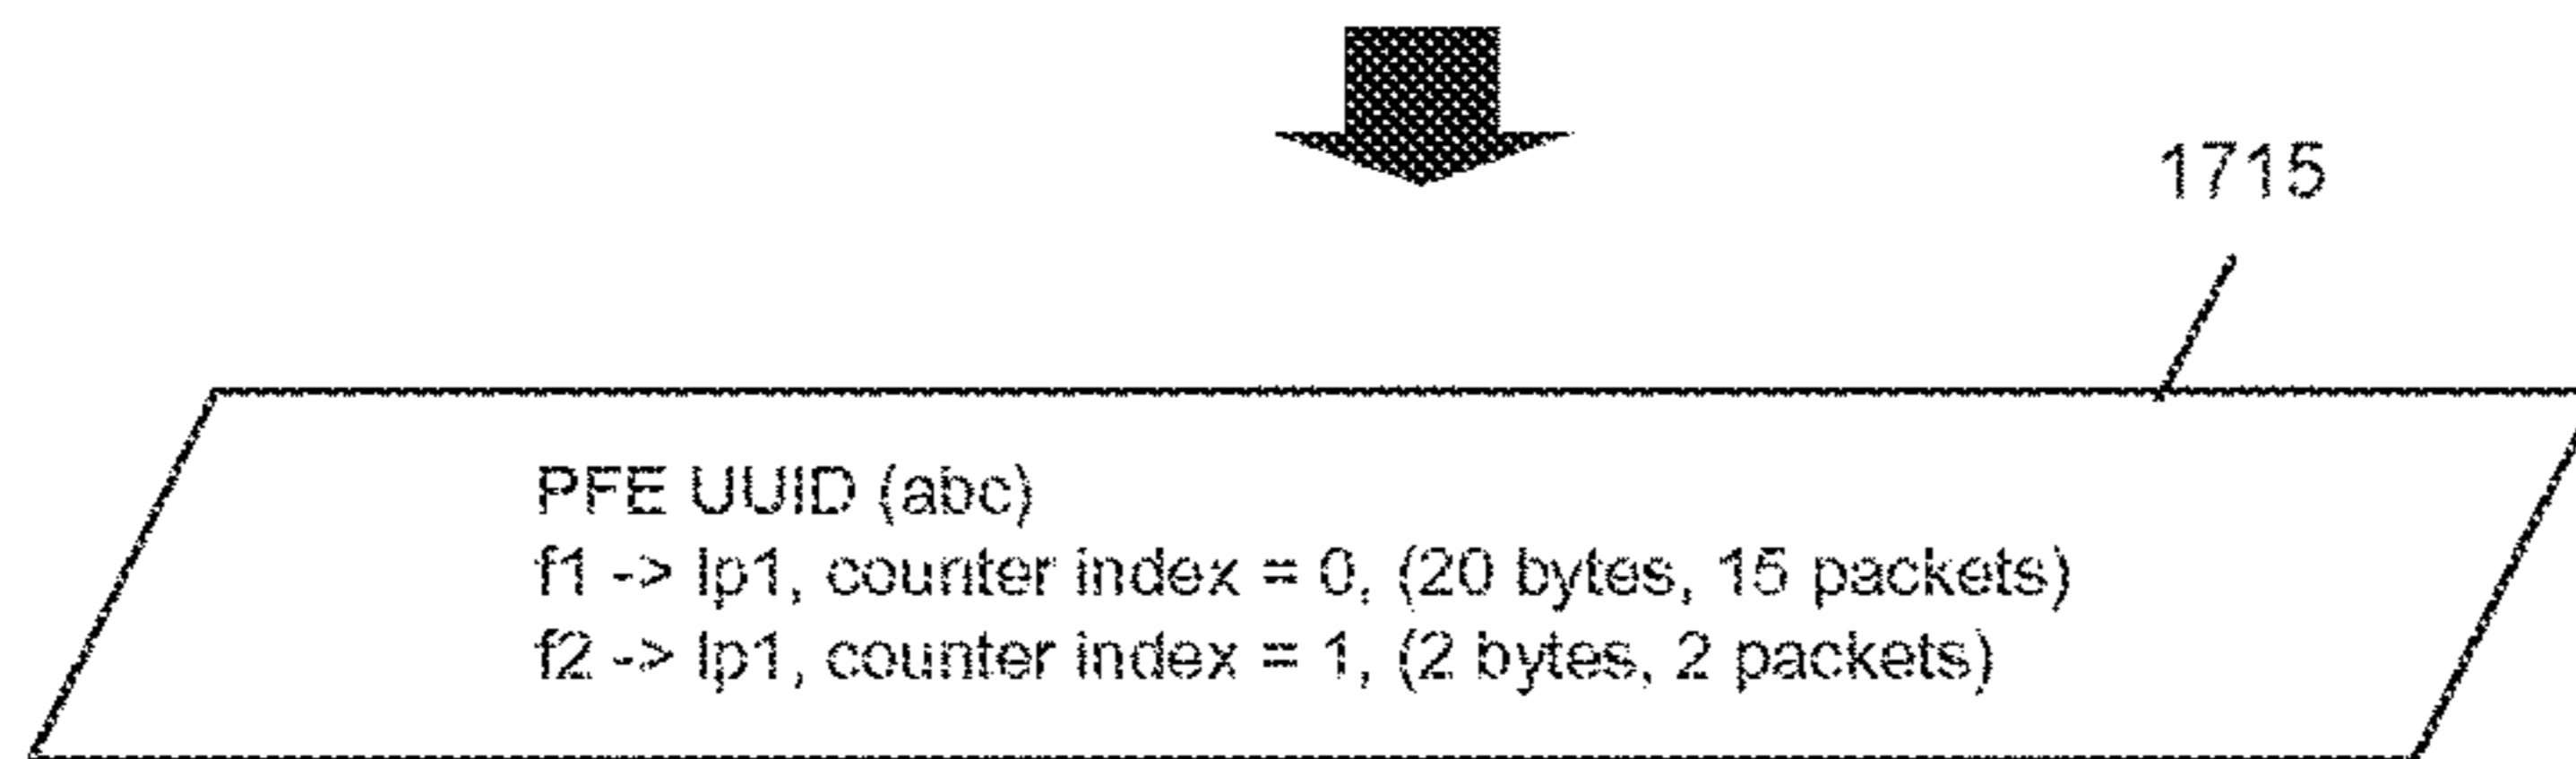 1715
PFE UUID (abc)
f1 -> lp1, counter index = 0, (20 bytes, 15 packets)
f2 -> lp1, counter index = 1, (2 bytes, 2 packets)